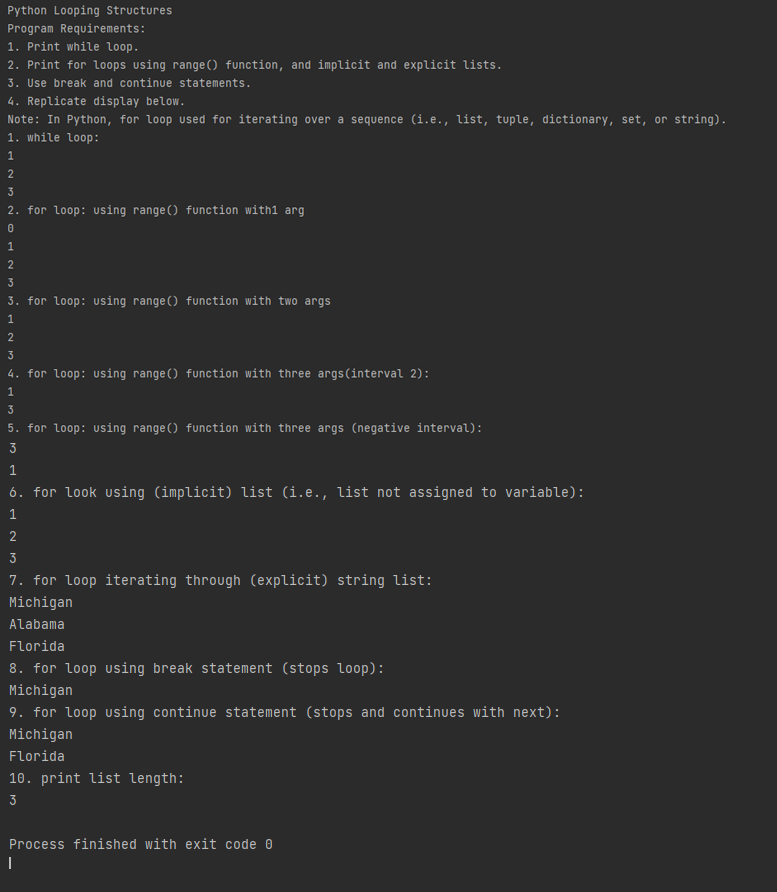 Python Looping Structures
Program Requirements:
1. Print while loop.
2. Print for loops using range() function, and implicit and explicit lists.
3. Use break and continue statements.
4. Replicate display below.
Note: In Python, for loop used for iterating over a sequence (i.e., list, tuple, dictionary, set, or string).
1. while loop:
1
2
3
2. for loop: using range() function with1 arg
0
1
2
3
3. for loop: using range() function with two args
1
2
3
4. for loop: using range() function with three args(interval 2):
1
3
5. for loop: using range() function with three args (negative interval):
3
1
6. for look using (implicit) list (i.e., list not assigned to variable):
1
2
3
7. for loop iterating through (explicit) string list:
Michigan
Alabama
Florida
8. for loop using break statement (stops loop):
Michigan
9. for loop using continue statement (stops and continues with next):
Michigan
Florida
10. print list length:
3
Process finished with exit code 0